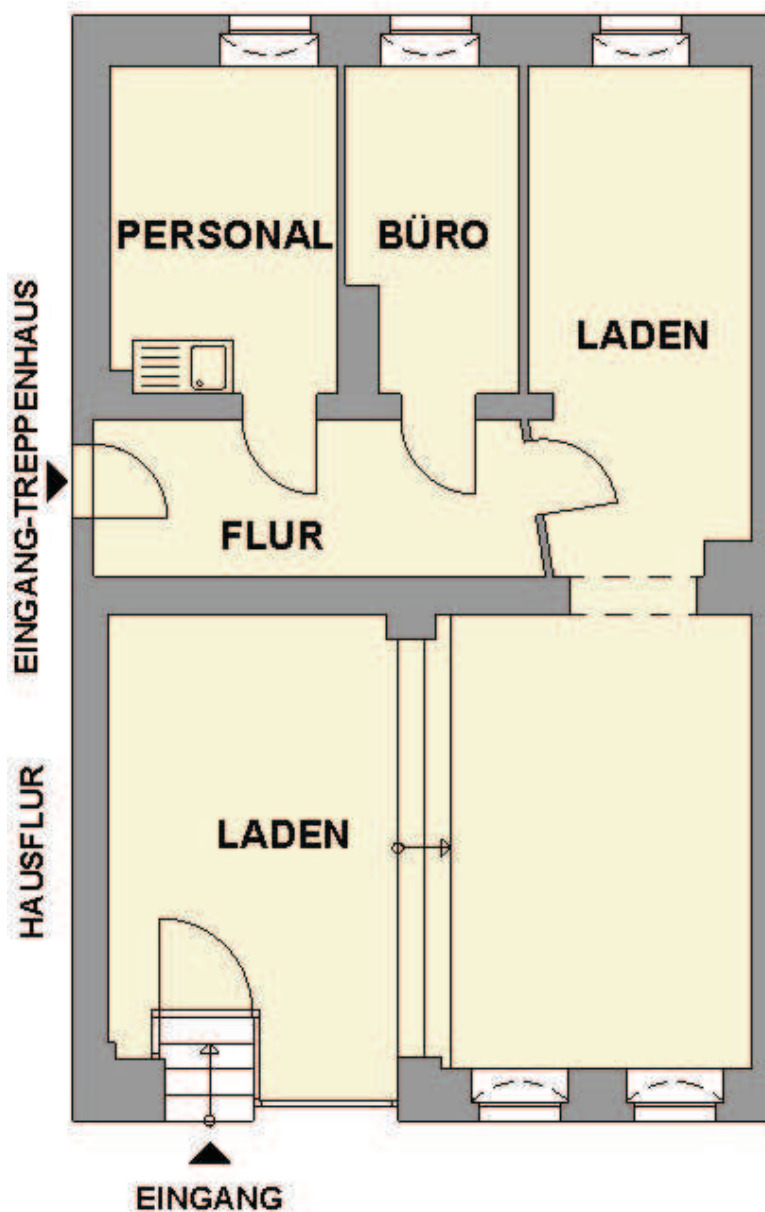 PERSONAL
BÜRO
LADEN
EINGANG-TREPPENHAUS
FLUR
HAUSFLUR
LADEN
EINGANG